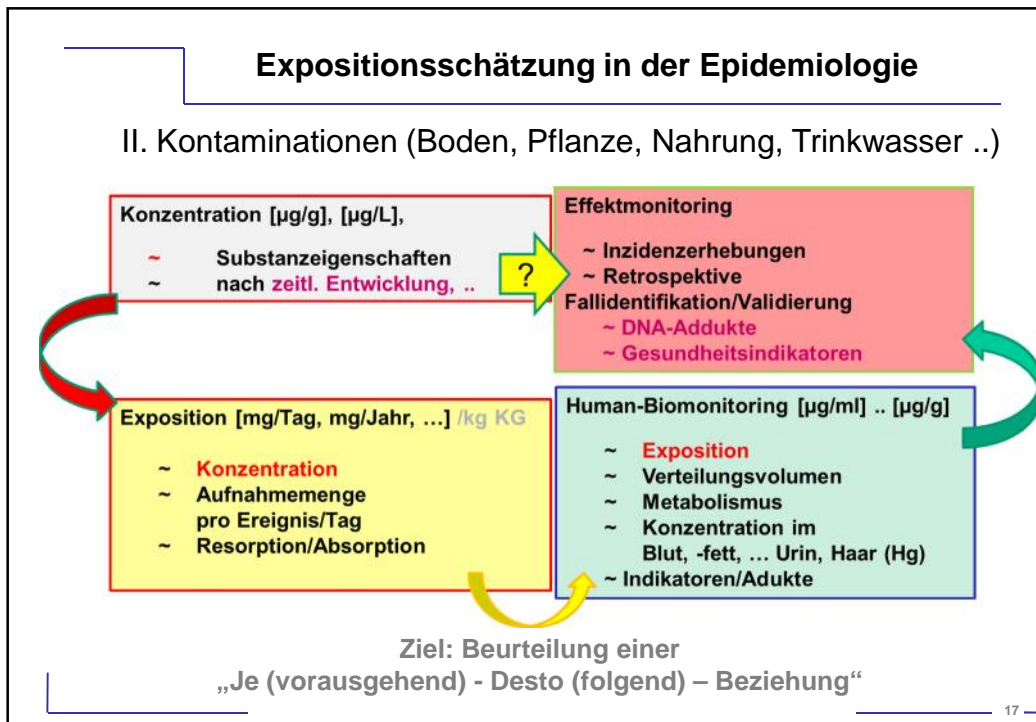 Expositionsschätzung in der Epidemiologie
II. Kontaminationen (Boden, Pflanze, Nahrung, Trinkwasser ..)
Konzentration [µg/g], [µg/L],
~ Substanzeigenschaften
~ nach zeitl. Entwicklung, ..
?
Effektmonitoring
~ Inzidenzerhebungen
~ Retrospektive
Fallidentifikation/Validierung
~ DNA-Addukte
~ Gesundheitsindikatoren
Exposition [mg/Tag, mg/Jahr, …] /kg KG
~ Konzentration
~ Aufnahmemenge
pro Ereignis/Tag
~ Resorption/Absorption
Human-Biomonitoring [µg/ml] .. [µg/g]
~ Exposition
~ Verteilungsvolumen
~ Metabolismus
~ Konzentration im
Blut, -fett, … Urin, Haar (Hg)
~ Indikatoren/Adukte
Ziel: Beurteilung einer
„Je (vorausgehend) - Desto (folgend) – Beziehung“
17